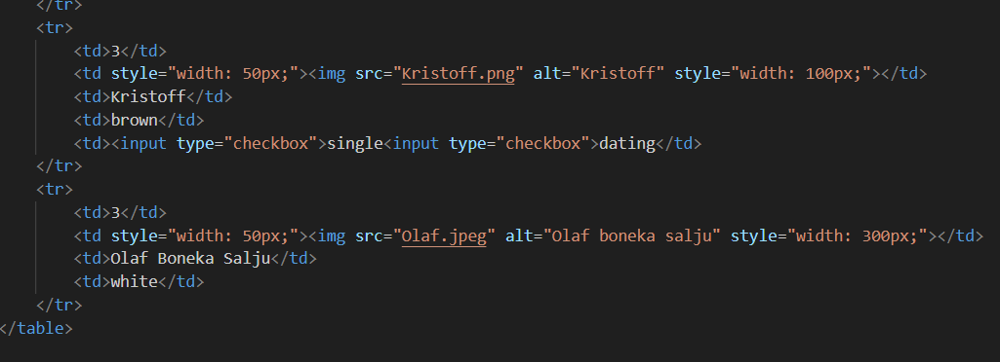 </tr>
<tr>
<td>3</td>
<td style="width: 50px;"><img src="Kristoff.png" alt="Kristoff" style="width: 100px;"></td>
<td>Kristoff</td>
<td>brown</td>
<td><input type="checkbox">single<input type="checkbox">dating</td>
</tr>
<tr>
<td>3</td>
<td style="width: 50px;"><img src="Olaf.jpeg" alt="Olaf boneka salju" style="width: 300px;"></td>
<td>Olaf Boneka Salju</td>
<td>white</td>
</tr>
</table>